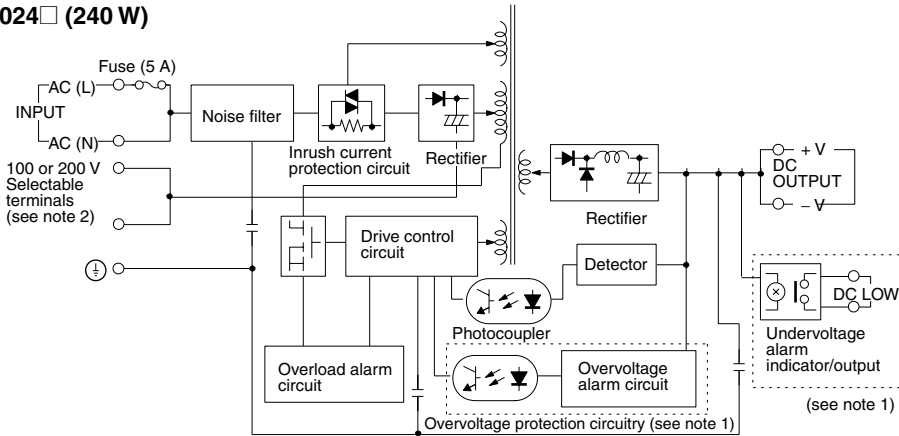 024□ (240 W)
Fuse (5 A)
AC (L)
INPUT
AC (N)
Noise filter
Inrush current
protection circuit
Rectifier
100 or 200 V
Selectable
terminals
(see note 2)
+ V
DC
OUTPUT
– V
Rectifier
Drive control
circuit
Detector
DC LOW
Photocoupler
Undervoltage
alarm
indicator/output
Overload alarm
circuit
Overvoltage
alarm circuit
(see note 1)
Overvoltage protection circuitry (see note 1)